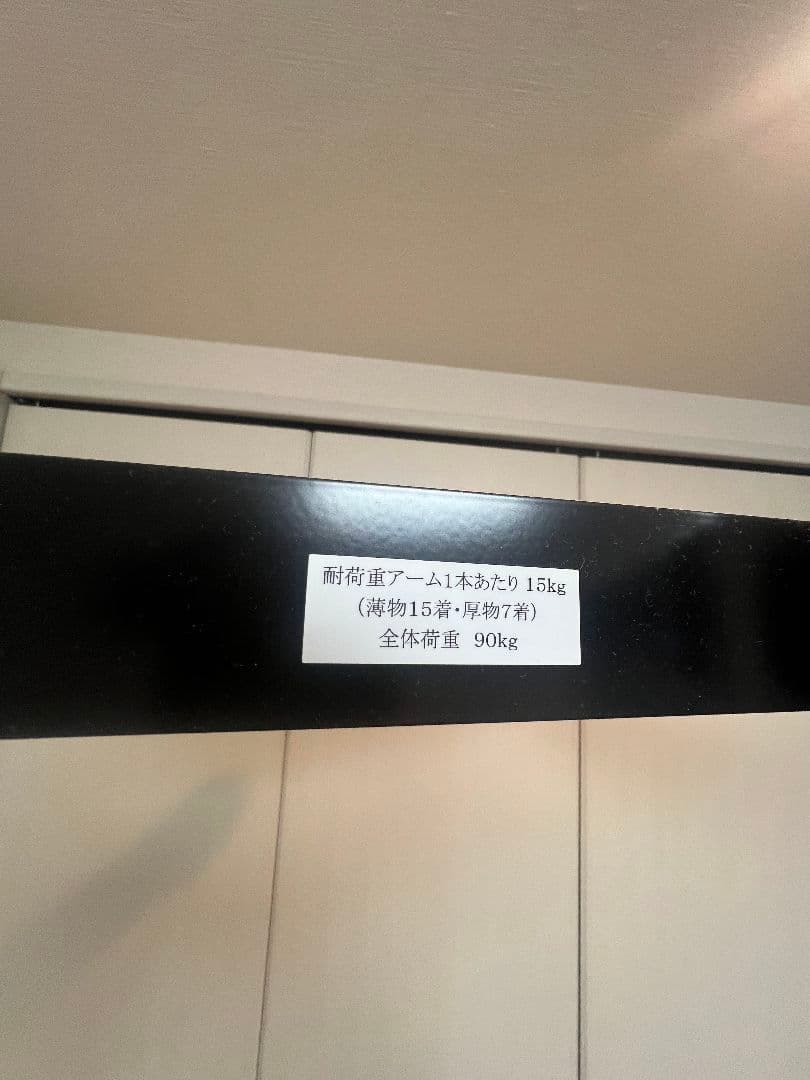 耐荷重アーム1本あたり 15kg
(薄物15着・厚物7着)
全体荷重 90kg